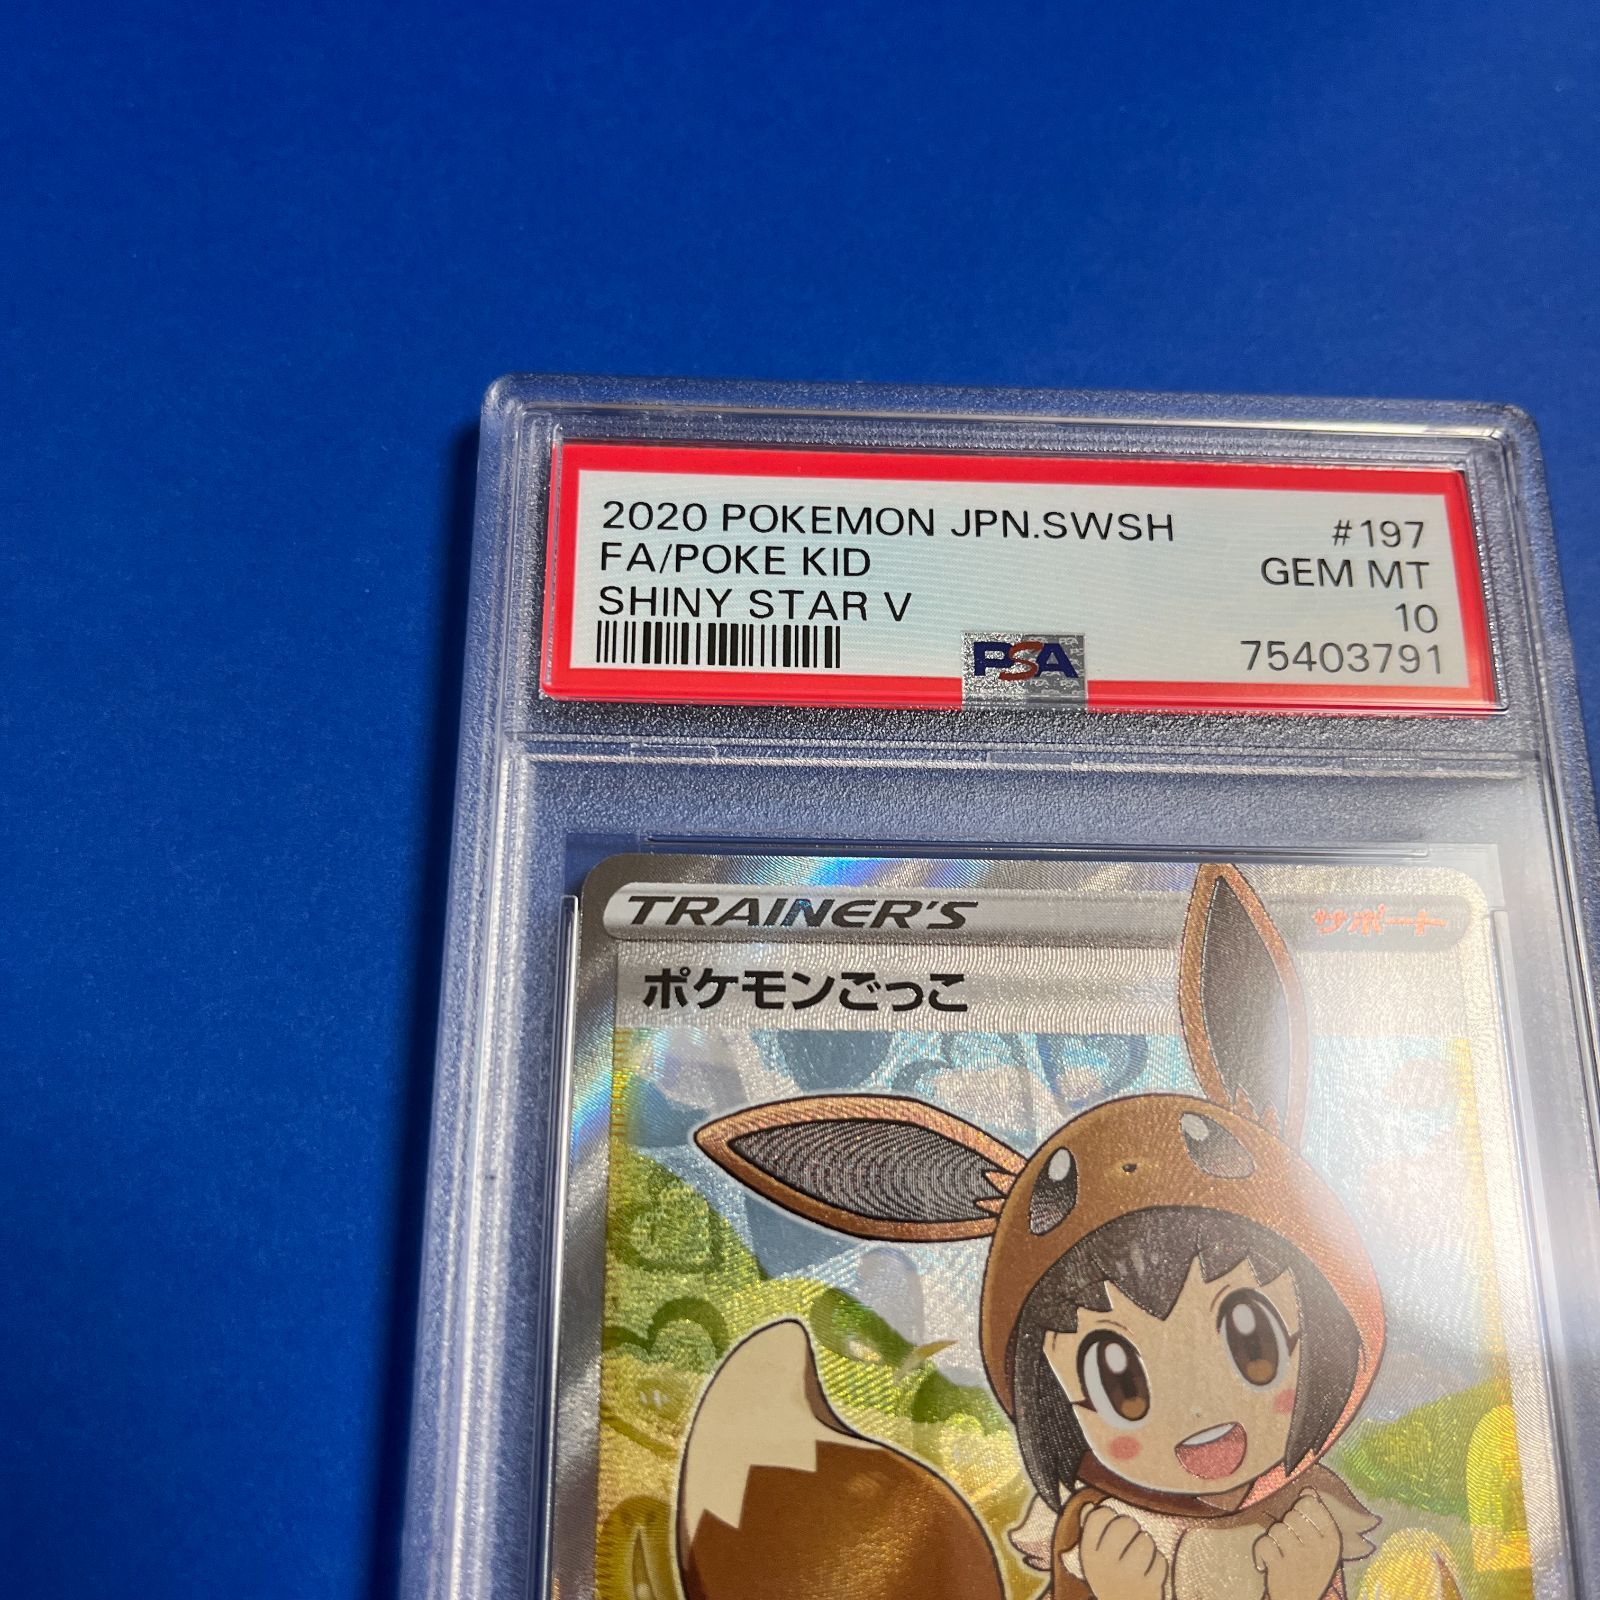 2020 POKEMON JPN.SWSH #197
FA/POKE KID GEM MT
SHINY STAR V 10
PSA 75403791
TRAINER'S サポート
ポケモンごっこ